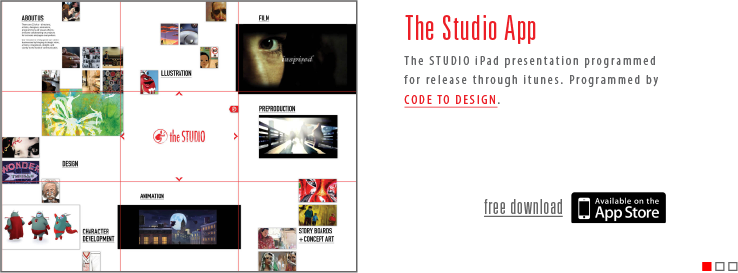 ABOUT US
FILM
inspired
ILLUSTRATION
PREPRODUCTION
the STUDIO
WONDER
DESIGN
ANIMATION
CHARACTER
DEVELOPMENT
STORY BOARDS
+ CONCEPT ART
The Studio App
The STUDIO iPad presentation programmed
for release through itunes. Programmed by
CODE TO DESIGN.
free download
Available on the
App Store